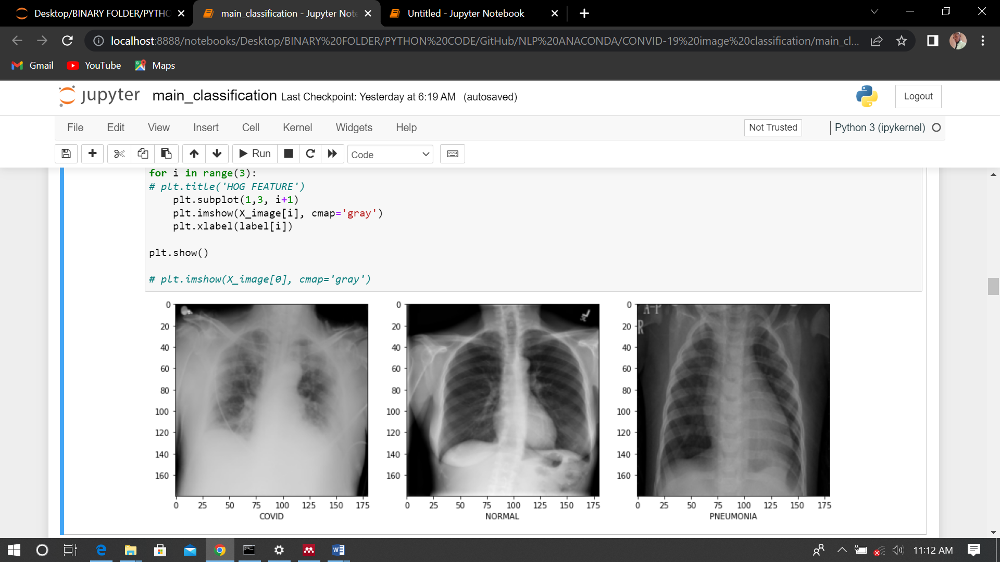 Desktop/BINARY FOLDER/PYTHO
main_classification - Jupyter Note
Untitled - Jupyter Notebook
localhost:8888/notebooks/Desktop/BINARY%20FOLDER/PYTHON%20CODE/GitHub/NLP%20ANACONDA/CONVID-19%20image%20classification/main_cl...
Gmail YouTube Maps
jupyter main_classification Last Checkpoint: Yesterday at 6:19 AM (autosaved) Logout
File Edit View Insert Cell Kernel Widgets Help Not Trusted Python 3 (ipykernel)
Run Code
for i in range(3):
# plt.title('HOG FEATURE')
plt.subplot(1,3, i+1)
plt.imshow(X_image[i], cmap='gray')
plt.xlabel(label[i])
plt.show()
# plt.imshow(X_image[0], cmap='gray')
0
20
40
60
80
100
120
140
160
0 25 50 75 100 125 150 175
COVID
0
20
40
60
80
100
120
140
160
0 25 50 75 100 125 150 175
NORMAL
A-P
R
0
20
40
60
80
100
120
140
160
0 25 50 75 100 125 150 175
PNEUMONIA
11:12 AM